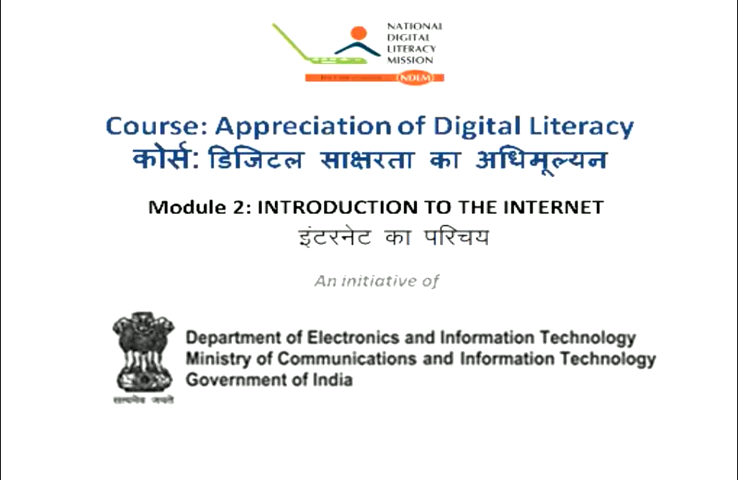 NATIONAL
DIGITAL
LITERACY
MISSION
NDLM
Course: Appreciation of Digital Literacy
कोर्स: डिजिटल साक्षरता का अधिमूल्यन
Module 2: INTRODUCTION TO THE INTERNET
इंटरनेट का परिचय
An initiative of
Department of Electronics and Information Technology
Ministry of Communications and Information Technology
Government of India
सत्यमेव जयते